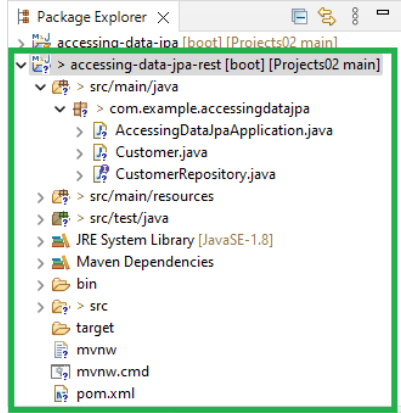 Package Explorer
> accessing-data-jpa [boot] [Projects02 main]
> accessing-data-jpa-rest [boot] [Projects02 main]
> src/main/java
> com.example.accessingdatajpa
AccessingDataJpaApplication.java
Customer.java
CustomerRepository.java
> src/main/resources
> src/test/java
JRE System Library [JavaSE-1.8]
Maven Dependencies
bin
> src
target
mvnw
mvnw.cmd
pom.xml